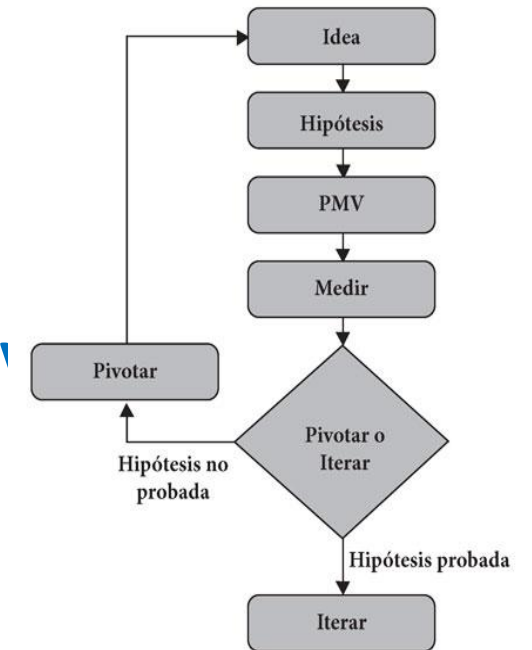 Idea
Hipótesis
PMV
Medir
Pivotar
Pivotar o
Iterar
Hipótesis no
probada
Hipótesis probada
Iterar